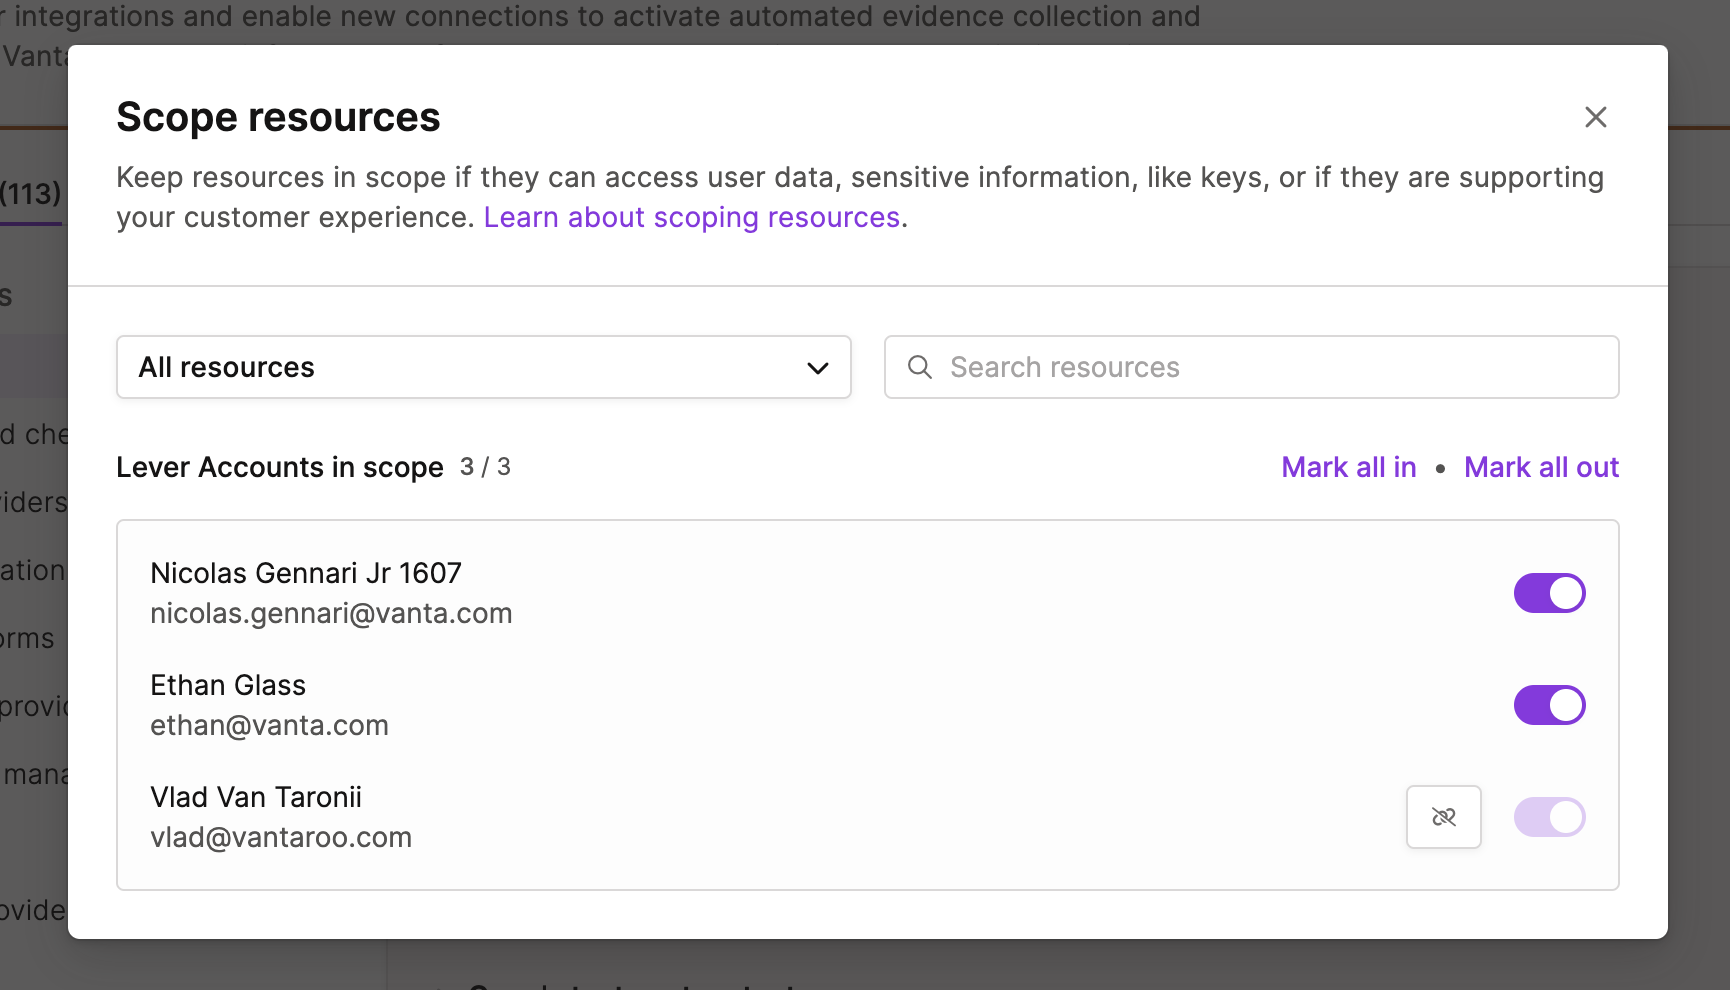 integrations and enable new connections to activate automated evidence collection and
Scope resources
Keep resources in scope if they can access user data, sensitive information, like keys, or if they are supporting
your customer experience. Learn about scoping resources.
(113)
All resources
Search resources
Lever Accounts in scope 3 / 3
Mark all in • Mark all out
Nicolas Gennari Jr 1607
nicolas.gennari@vanta.com
Ethan Glass
ethan@vanta.com
Vlad Van Taronii
vlad@vantaroo.com